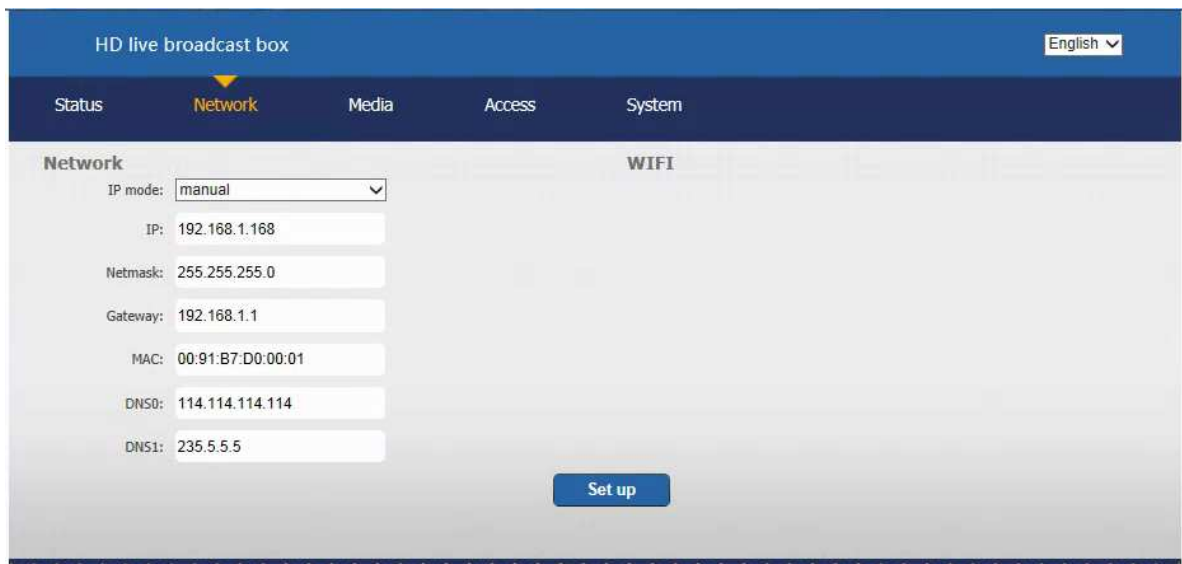 HD live broadcast box
English
Status Network Media Access System
Network WIFI
IP mode: manual
IP: 192.168.1.168
Netmask: 255.255.255.0
Gateway: 192.168.1.1
MAC: 00:91:B7:D0:00:01
DNS0: 114.114.114.114
DNS1: 235.5.5.5
Set up